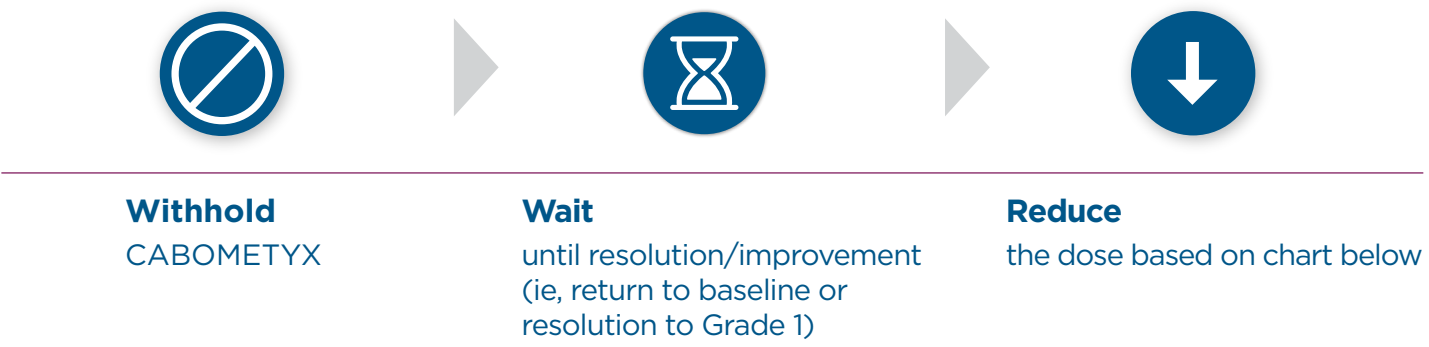 Withhold
CABOMETYX
Wait
until resolution/improvement
(ie, return to baseline or
resolution to Grade 1)
Reduce
the dose based on chart below